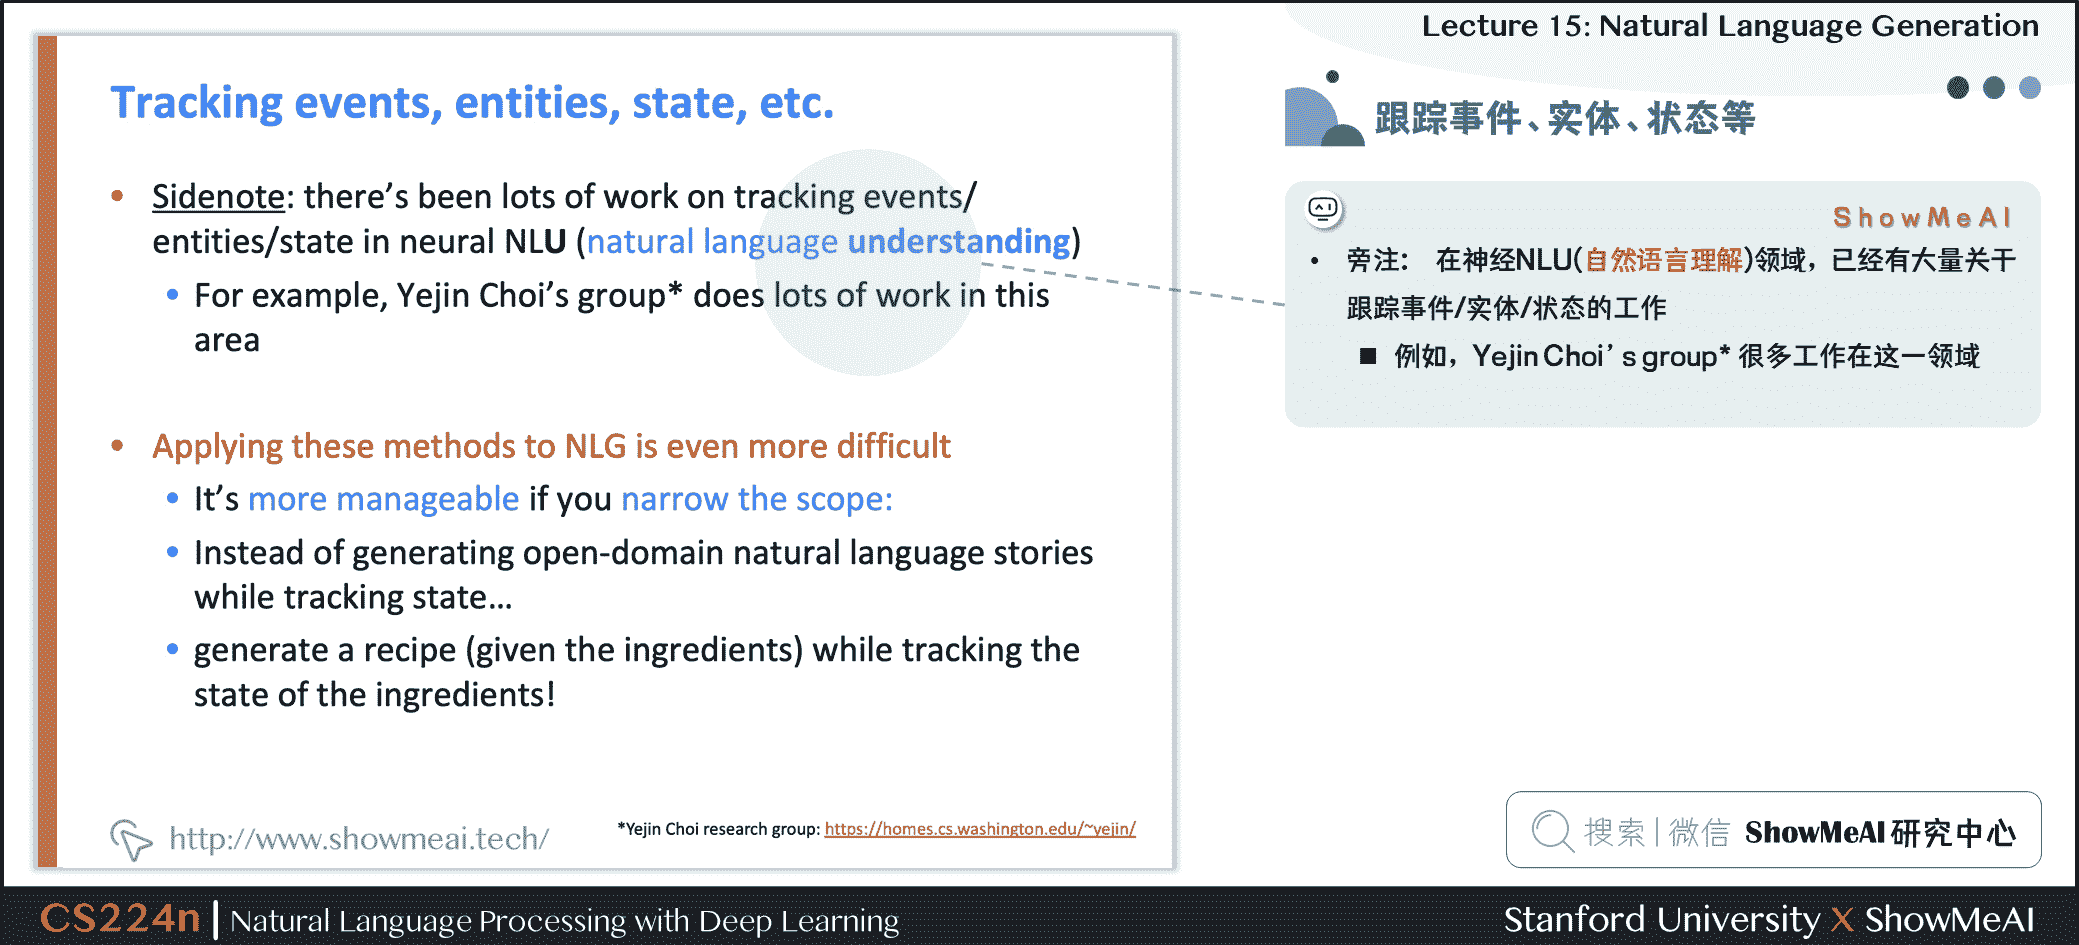 Lecture 15: Natural Language Generation
Tracking events, entities, state, etc.
• Sidenote: there's been lots of work on tracking events/
entities/state in neural NLU (natural language understanding)
• For example, Yejin Choi's group* does lots of work in this
area
• Applying these methods to NLG is even more difficult
• It's more manageable if you narrow the scope:
• Instead of generating open-domain natural language stories
while tracking state...
• generate a recipe (given the ingredients) while tracking the
state of the ingredients!
http://www.showmeai.tech/
*Yejin Choi research group: https://homes.cs.washington.edu/~yejin/
跟踪事件、实体、状态等
ShowMeAI
• 旁注： 在神经NLU(自然语言理解)领域，已经有大量关于
跟踪事件/实体/状态的工作
■ 例如，Yejin Choi's group* 很多工作在这一领域
搜索|微信 ShowMeAI 研究中心
CS224n | Natural Language Processing with Deep Learning
Stanford University X ShowMeAI